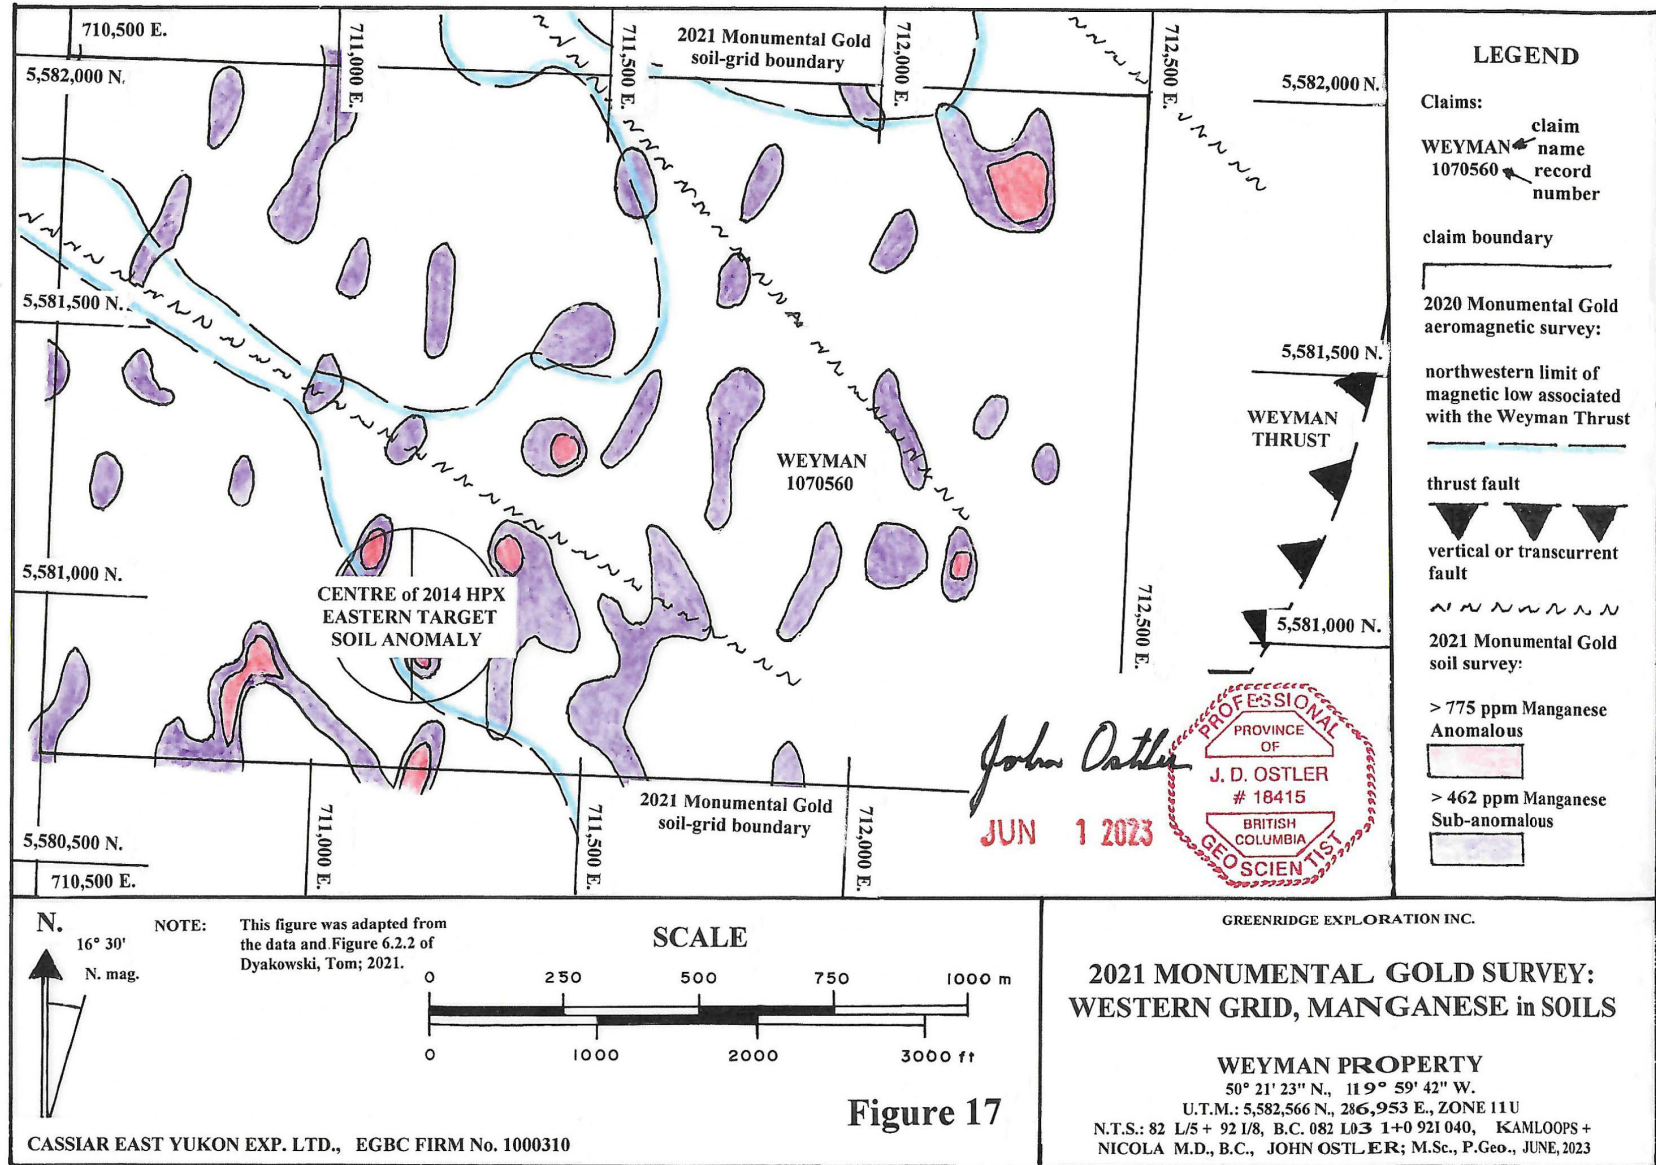 710,500 E.
5,582,000 N.
711,000 E.
711,500 E.
2021 Monumental Gold
soil-grid boundary
712,000 E.
712,500 E.
5,582,000 N.
5,581,500 N.
5,581,500 N.
WEYMAN
THRUST
WEYMAN
1070560
5,581,000 N.
CENTRE of 2014 HPX
EASTERN TARGET
SOIL ANOMALY
712,500 E.
5,581,000 N.
5,580,500 N.
710,500 E.
711,000 E.
711,500 E.
2021 Monumental Gold
soil-grid boundary
712,000 E.
John Ostler
JUN 1 2023
PROFESSIONAL
PROVINCE
OF
J. D. OSTLER
# 18415
BRITISH
COLUMBIA
GEOSCIENTIST
LEGEND
Claims:
claim
WEYMAN name
1070560 record
number
claim boundary
2020 Monumental Gold
aeromagnetic survey:
northwestern limit of
magnetic low associated
with the Weyman Thrust
thrust fault
vertical or transcurrent
fault
2021 Monumental Gold
soil survey:
> 775 ppm Manganese
Anomalous
> 462 ppm Manganese
Sub-anomalous
N.
16° 30'
N. mag.
NOTE: This figure was adapted from
the data and Figure 6.2.2 of
Dyakowski, Tom; 2021.
SCALE
0 250 500 750 1000 m
0 1000 2000 3000 ft
Figure 17
CASSIAR EAST YUKON EXP. LTD., EGBC FIRM No. 1000310
GREENRIDGE EXPLORATION INC.
2021 MONUMENTAL GOLD SURVEY:
WESTERN GRID, MANGANESE in SOILS
WEYMAN PROPERTY
50° 21' 23" N., 119° 59' 42" W.
U.T.M.: 5,582,566 N., 286,953 E., ZONE 11U
N.T.S.: 82 L/5 + 92 I/8, B.C. 082 L03 1+0 92I 040, KAMLOOPS +
NICOLA M.D., B.C., JOHN OSTLER; M.Sc., P.Geo., JUNE, 2023